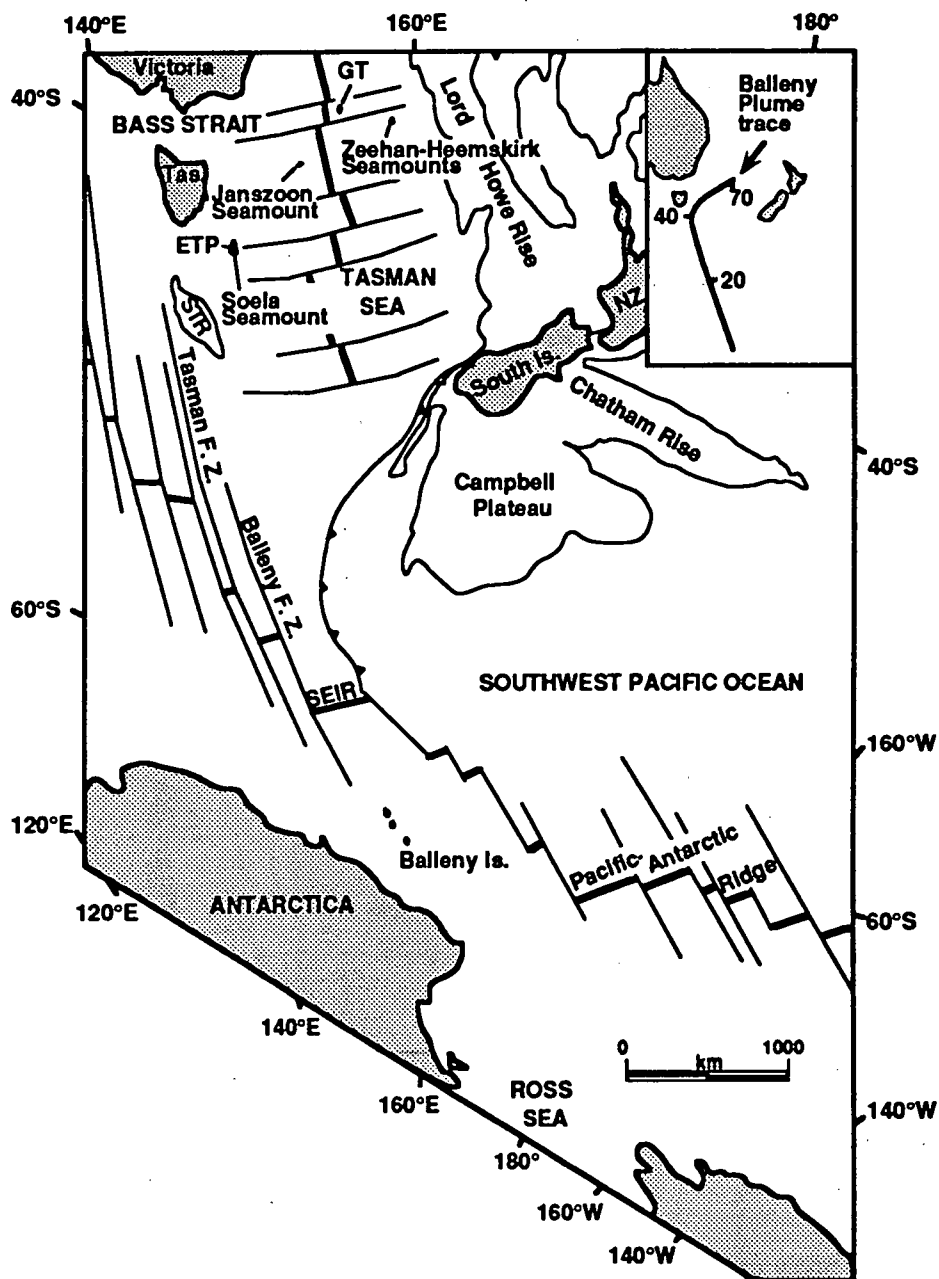 140°E
160°E
180°
Victoria
GT
40°S
BASS STRAIT
Lord Howe Rise
Balleny
Plume
trace
Zeehan-Heemskirk
Seamounts
Tas.
Janszoon
Seamount
70
40
ETP
20
TASMAN
SEA
Soela
Seamount
STR
NZ
South Is.
Tasman F. Z.
Chatham Rise
40°S
Campbell
Plateau
Balleny F. Z.
60°S
SEIR
SOUTHWEST PACIFIC OCEAN
160°W
120°E
Balleny Is.
Pacific-Antarctic
Ridge
120°E
ANTARCTICA
60°S
140°E
0 km 1000
160°E
ROSS
SEA
140°W
180°
160°W
140°W